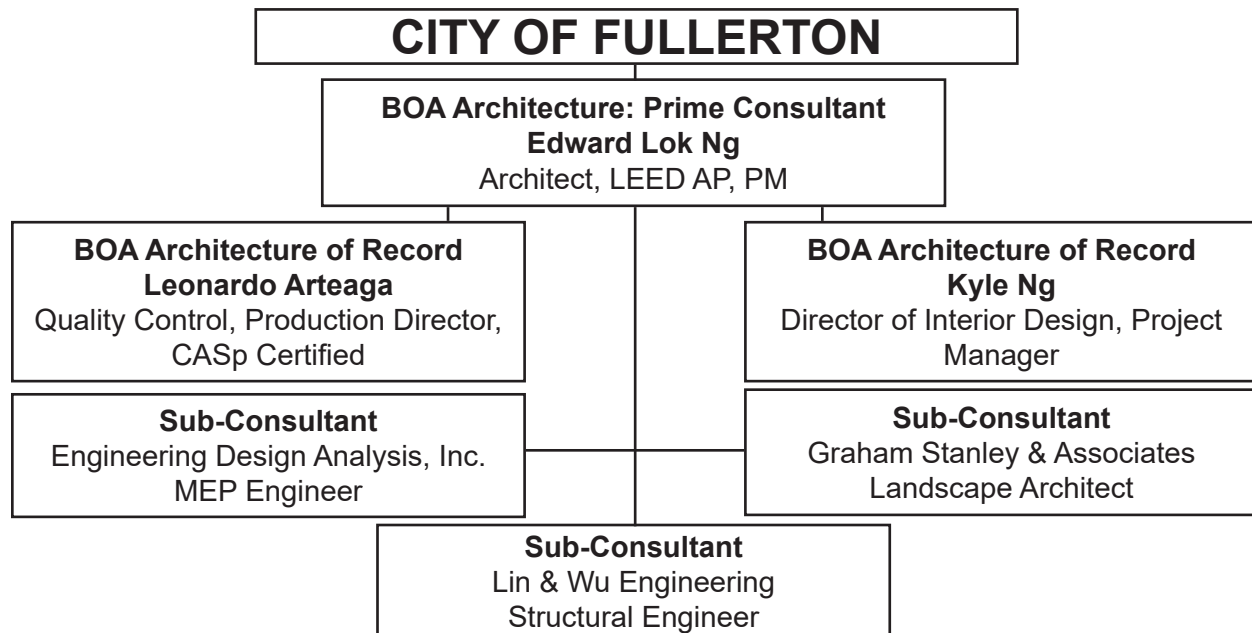 CITY OF FULLERTON
BOA Architecture: Prime Consultant
Edward Lok Ng
Architect, LEED AP, PM
BOA Architecture of Record
Leonardo Arteaga
Quality Control, Production Director,
CASp Certified
BOA Architecture of Record
Kyle Ng
Director of Interior Design, Project
Manager
Sub-Consultant
Engineering Design Analysis, Inc.
MEP Engineer
Sub-Consultant
Graham Stanley & Associates
Landscape Architect
Sub-Consultant
Lin & Wu Engineering
Structural Engineer